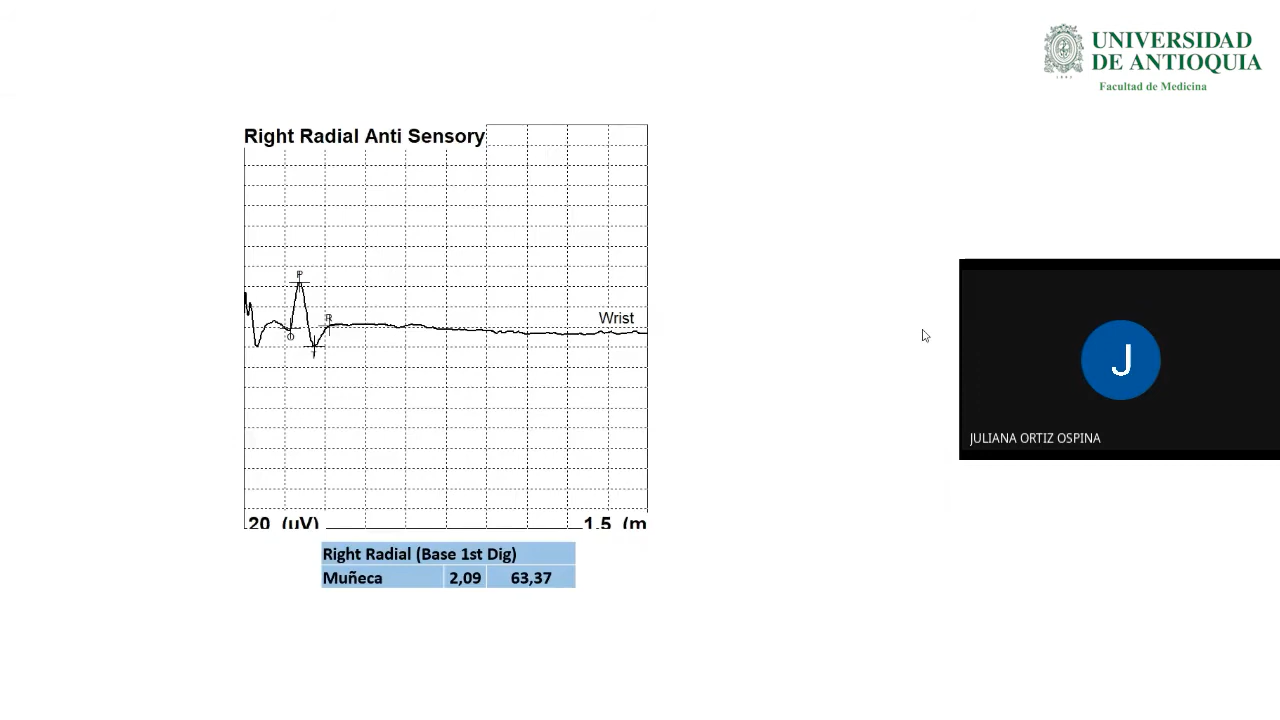 UNIVERSIDAD
DE ANTIOQUIA
1803
Facultad de Medicina
Right Radial Anti Sensory
P
R
O
T
Wrist
20 (uV)
1.5 (m
JULIANA ORTIZ OSPINA
J
Right Radial (Base 1st Dig)
Muñeca 2,09 63,37